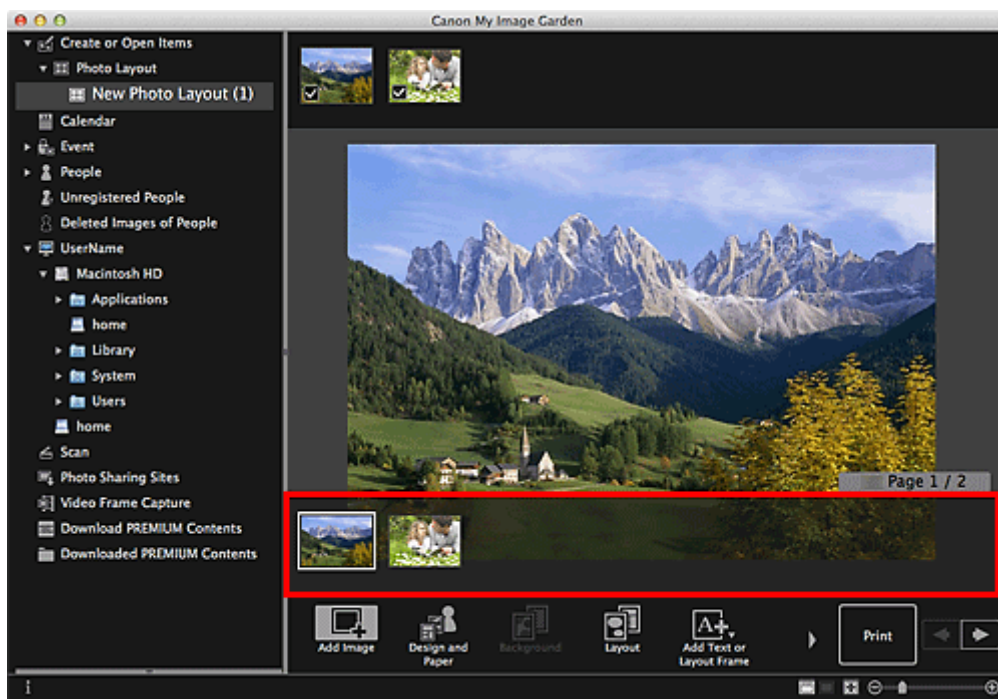 Canon My Image Garden
Create or Open Items
Photo Layout
New Photo Layout (1)
Calendar
Event
People
Unregistered People
Deleted Images of People
UserName
Macintosh HD
Applications
home
Library
System
Users
home
Scan
Photo Sharing Sites
Video Frame Capture
Download PREMIUM Contents
Downloaded PREMIUM Contents
Page 1 / 2
Add Image
Design and
Paper
Background
Layout
Add Text or
Layout Frame
Print